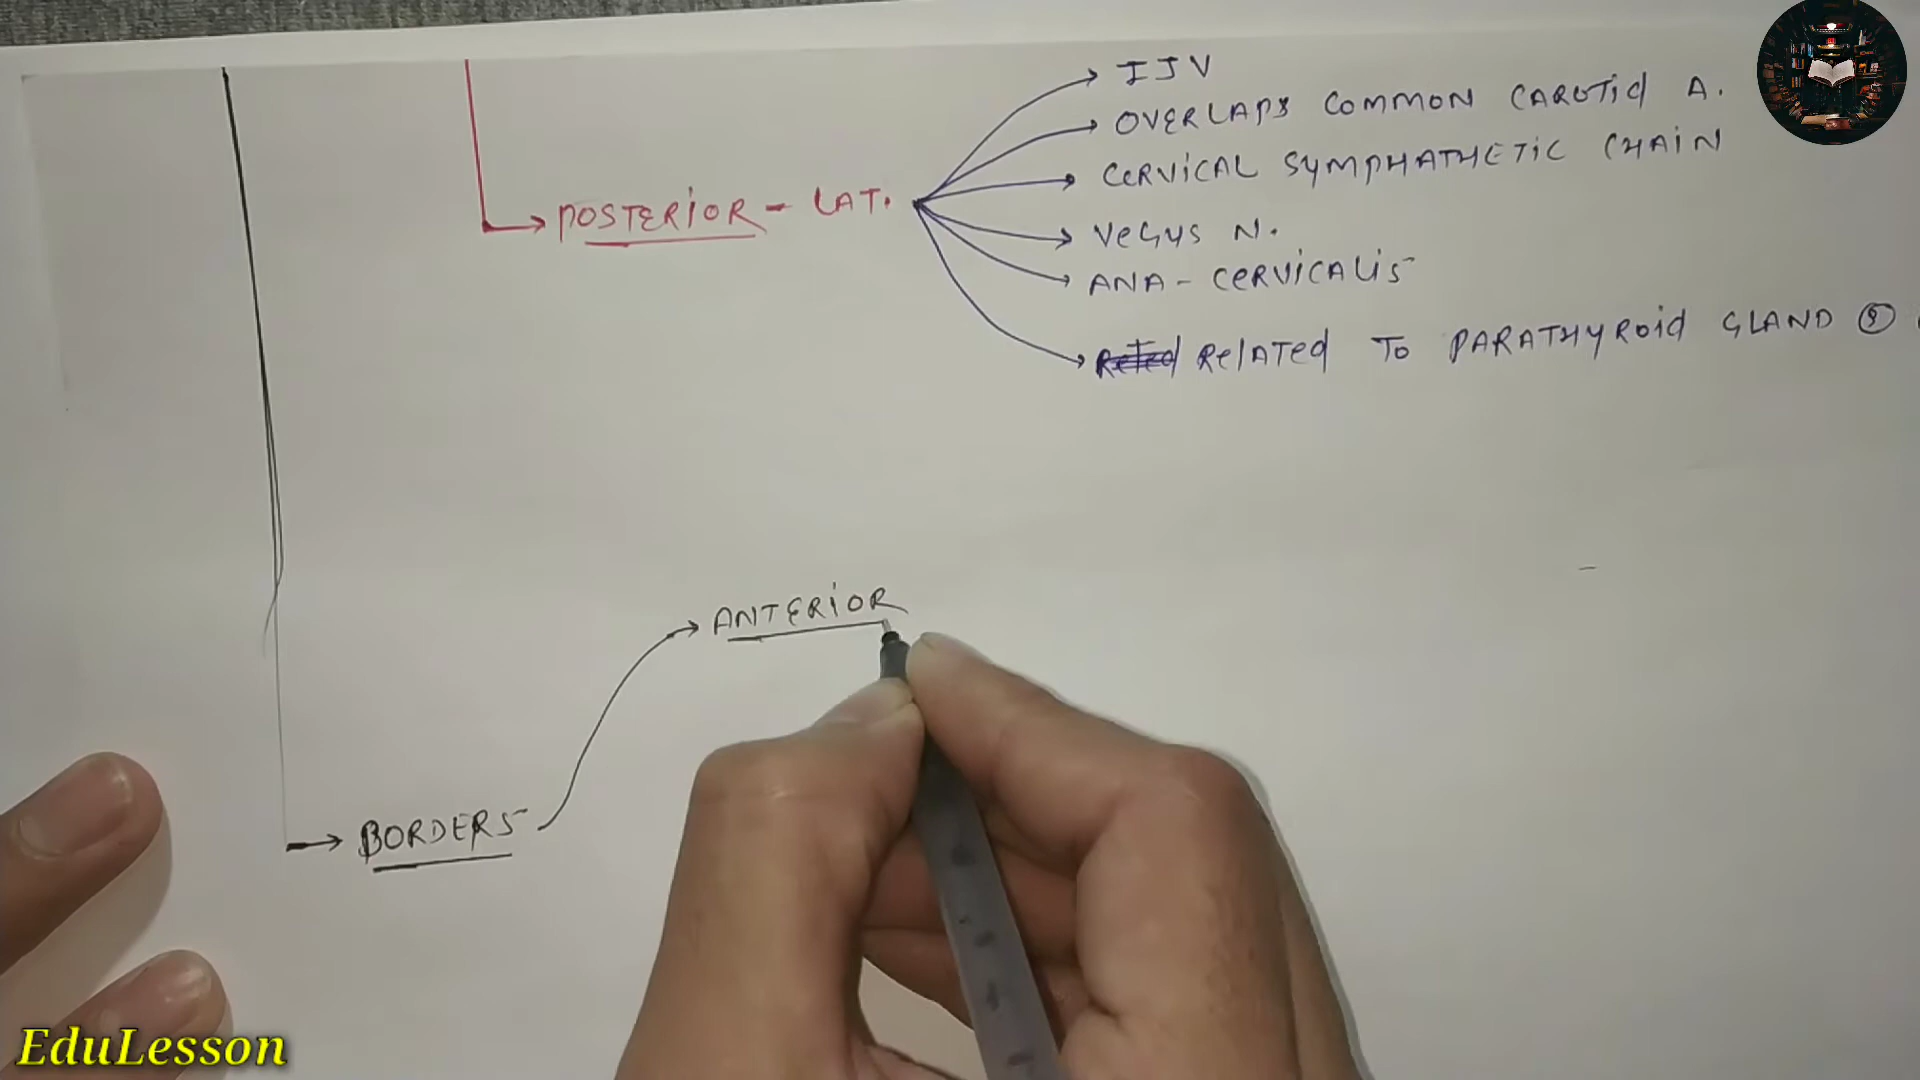 IJV
OVERLAPS COMMON CAROTID A.
CERVICAL SYMPHATHETIC CHAIN
POSTERIOR - LAT.
VEGUS N.
ANA - CERVICALIS
RELATED TO PARATHYROID GLAND
ANTERIOR
BORDERS
EduLesson